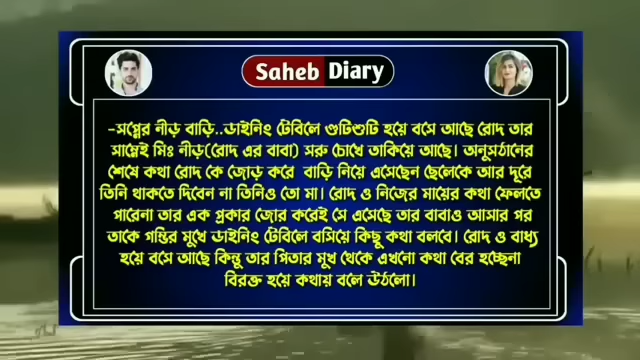 Saheb Diary
-সপ্নের নীড় বাড়ি..ডাইনিং টেবিলে গুটিশুটি হয়ে বসে আছে রোদ তার
সাম্নেই মিঃ নীড়(রোদ এর বাবা) সরু চোখে তাকিয়ে আছে। অনুসঠানের
শেষে কথা রোদ কে জোড় করে বাড়ি নিয়ে এসেছেন ছেলেকে আর দূরে
তিনি থাকতে দিবেন না তিনিও তো মা। রোদ ও নিজের মায়ের কথা ফেলতে
পারেনা তার এক প্রকার জোর করেই সে এসেছে তার বাবাও আসার পর
তাকে গম্ভির মুখে ডাইনিং টেবিলে বসিয়ে কিছু কথা বলবে। রোদ ও বাধ্য
হয়ে বসে আছে কিন্তু তার পিতার মুখ থেকে এখনো কথা বের হচ্ছেনা
বিরক্ত হয়ে কথায় বলে উঠলো।